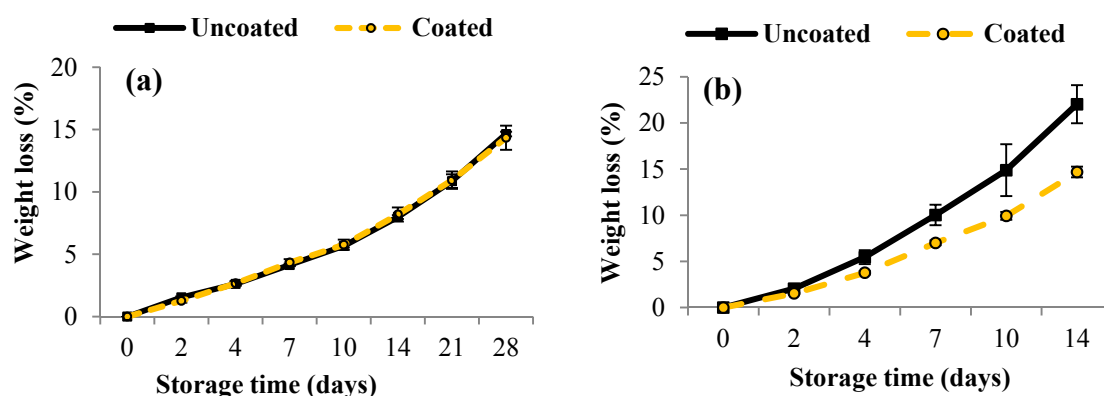 Uncoated Coated
(a)
Weight loss (%)
20
15
10
5
0
0 2 4 7 10 14 21 28
Storage time (days)
Uncoated Coated
(b)
Weight loss (%)
25
20
15
10
5
0
0 2 4 7 10 14
Storage time (days)